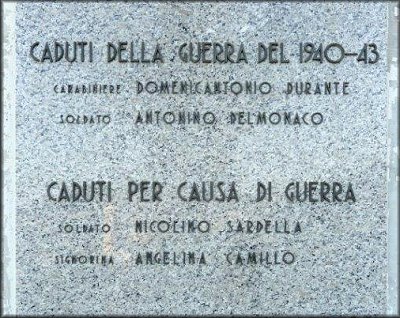 CADUTI DELLA GUERRA DEL 1940-43
CARABINIERE DOMENICANTONIO DURANTE
SOLDATO ANTONINO DELMONACO
CADUTI PER CAUSA DI GUERRA
SOLDATO NICOLINO SARDELLA
SIGNORINA ANGELINA CAMILLO